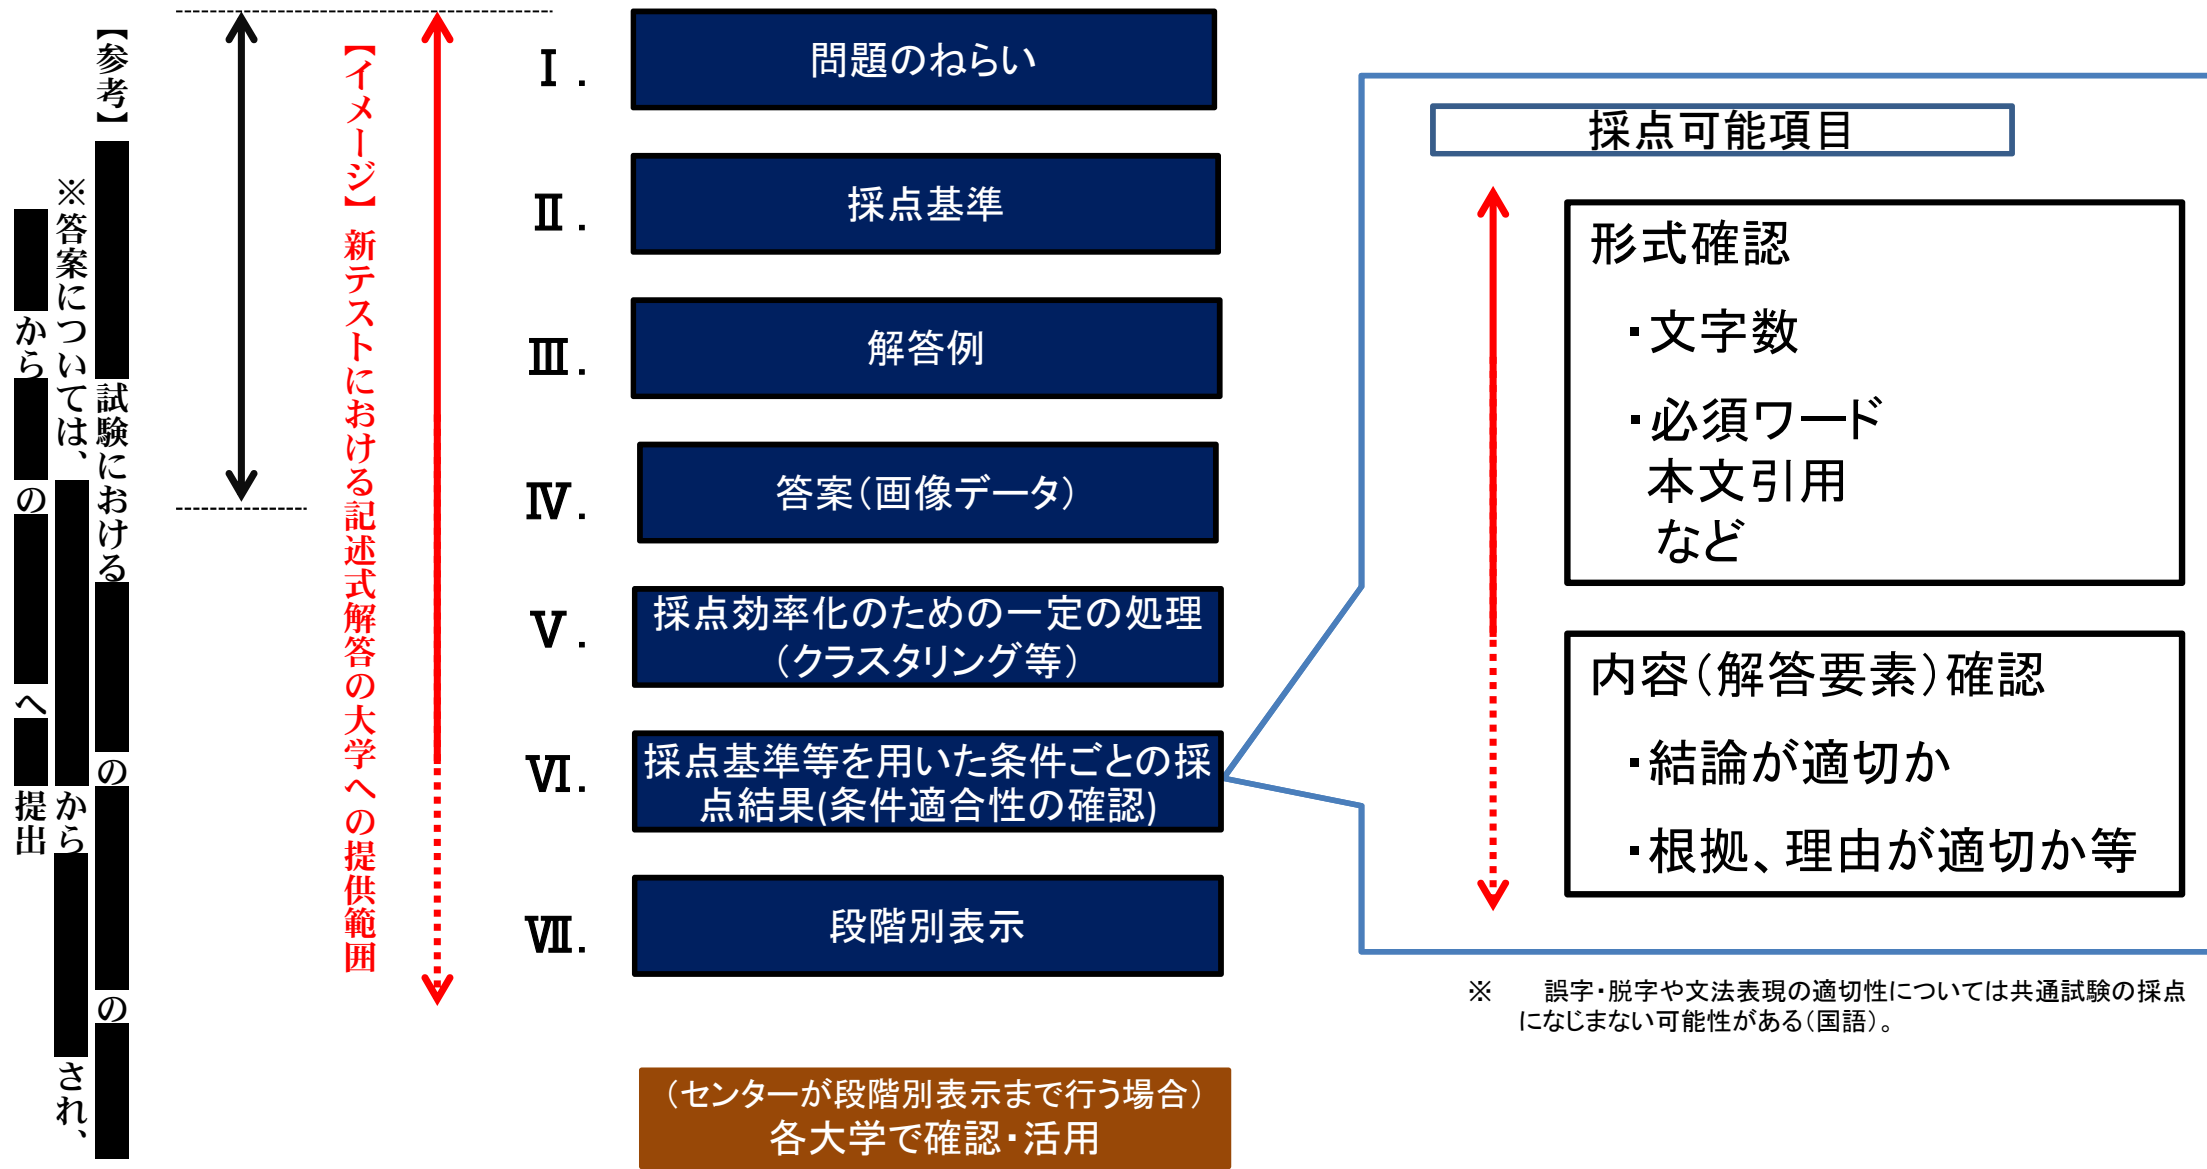 【参考】
試験における
の
の
※答案については、
から
され、
から
の
へ
提出
【イメージ】新テストにおける記述式解答の大学への提供範囲
Ⅰ．
問題のねらい
Ⅱ．
採点基準
Ⅲ．
解答例
Ⅳ．
答案（画像データ）
Ⅴ．
採点効率化のための一定の処理
（クラスタリング等）
Ⅵ．
採点基準等を用いた条件ごとの採
点結果(条件適合性の確認)
Ⅶ．
段階別表示
（センターが段階別表示まで行う場合）
各大学で確認・活用
採点可能項目
形式確認
・文字数
・必須ワード
本文引用
など
内容（解答要素）確認
・結論が適切か
・根拠、理由が適切か等
※　誤字・脱字や文法表現の適切性については共通試験の採点
になじまない可能性がある（国語）。